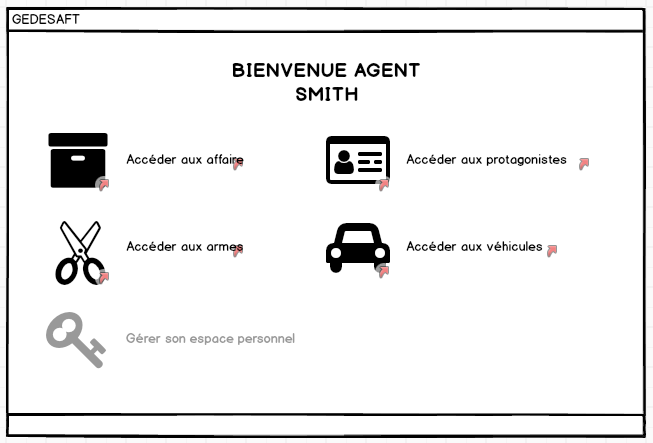 GEDESAFT
BIENVENUE AGENT
SMITH
Accéder aux affaire
Accéder aux protagonistes
Accéder aux armes
Accéder aux véhicules
Gérer son espace personnel